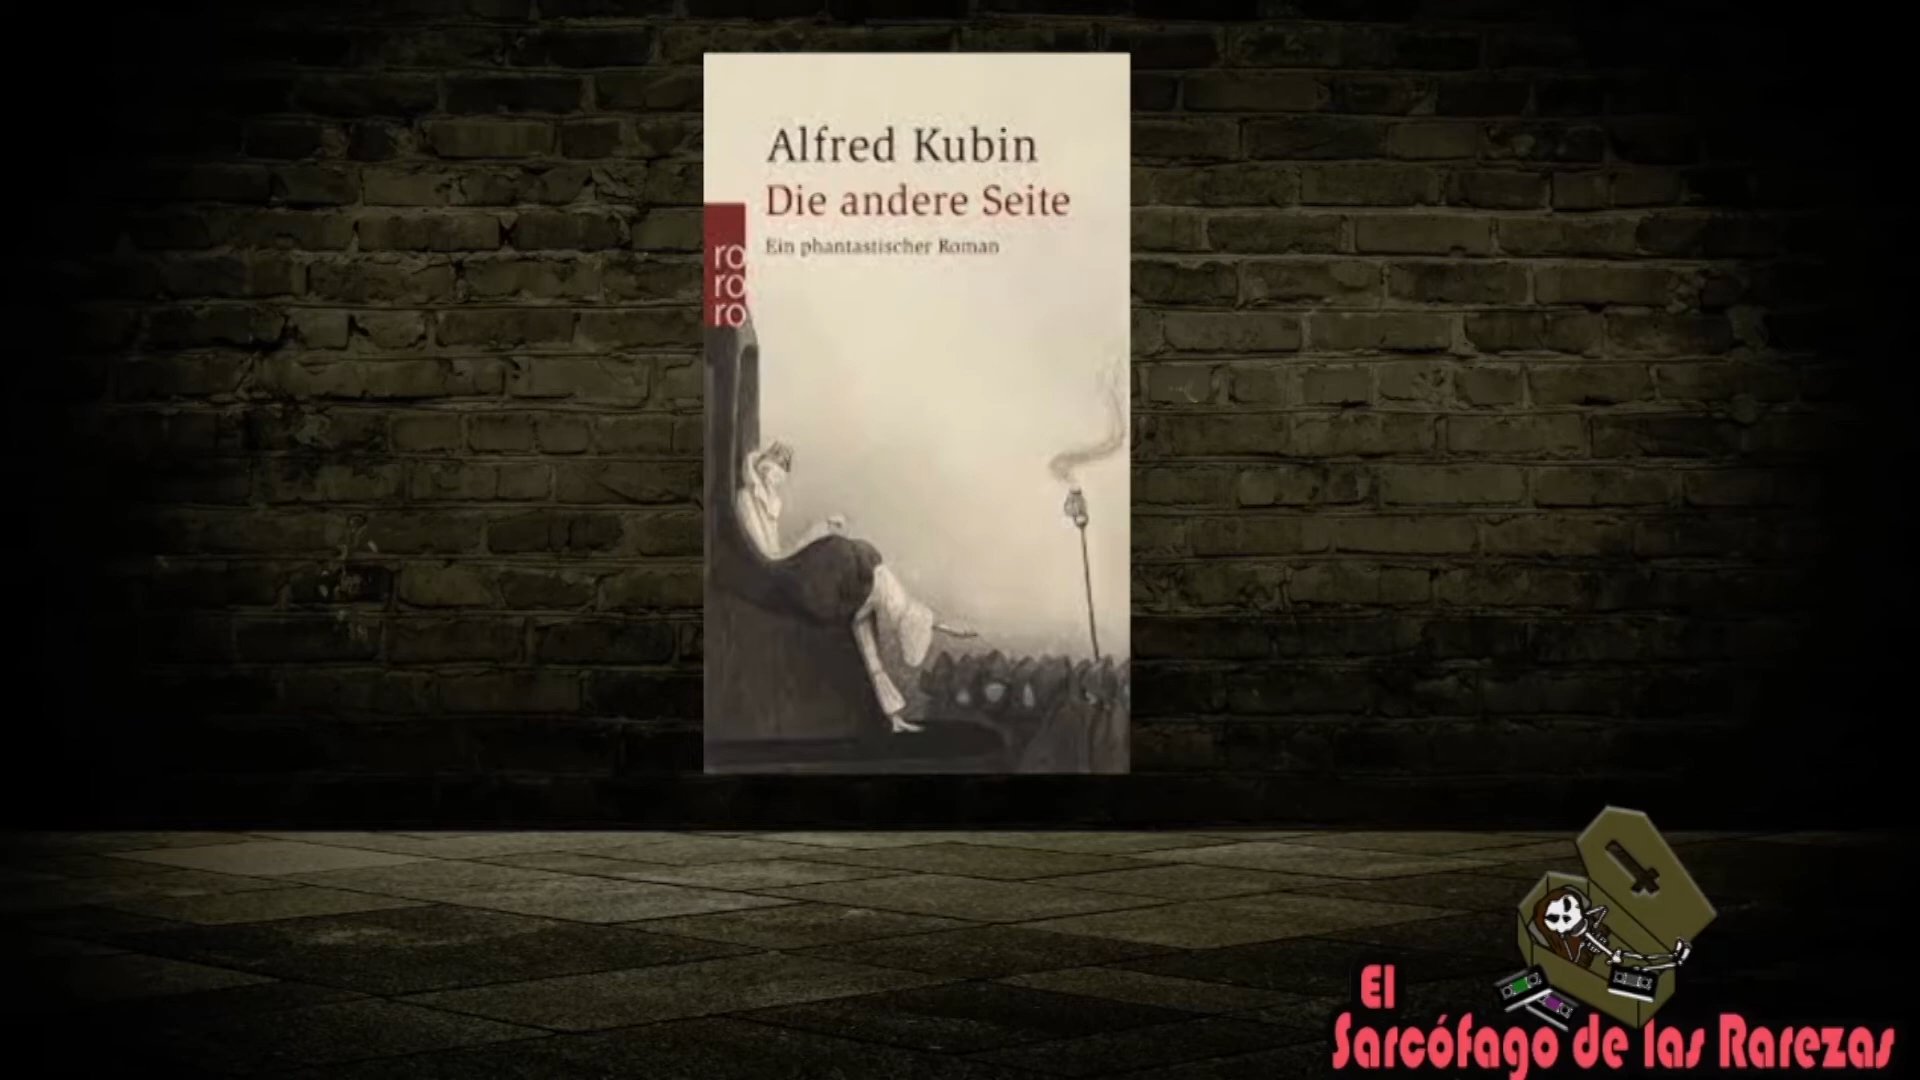 Alfred Kubin
Die andere Seite
Ein phantastischer Roman
ro
ro
ro
El
Sarcófago de las Rarezas